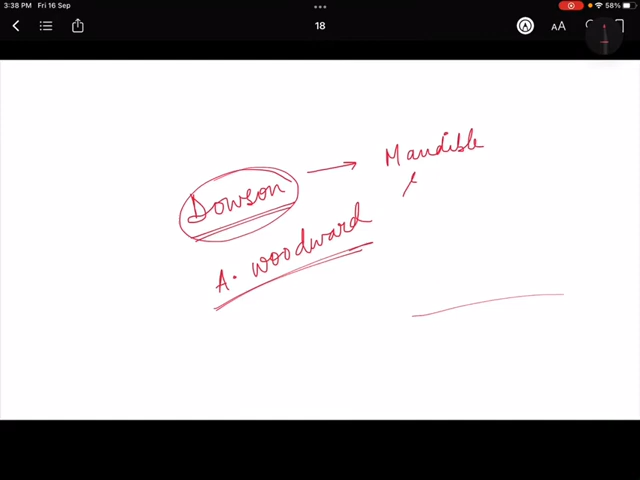 3:38 PM Fri 16 Sep
58%
18
AA
Mandible
Dowson
A. woodward